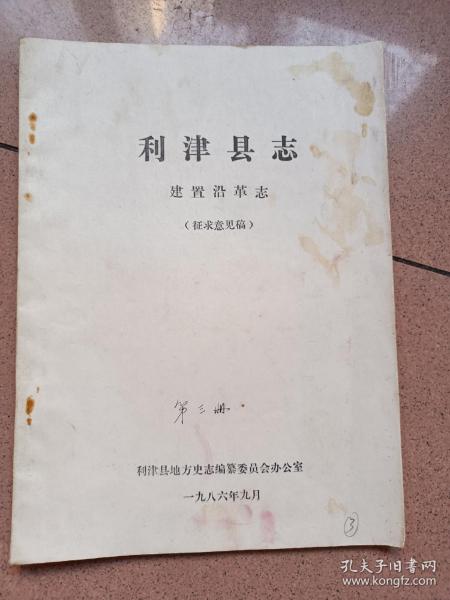 利津县志
建置沿革志
（征求意见稿）
第三册
利津县地方史志编纂委员会办公室
一九八六年九月
③
孔夫子旧书网
www.kongfz.com